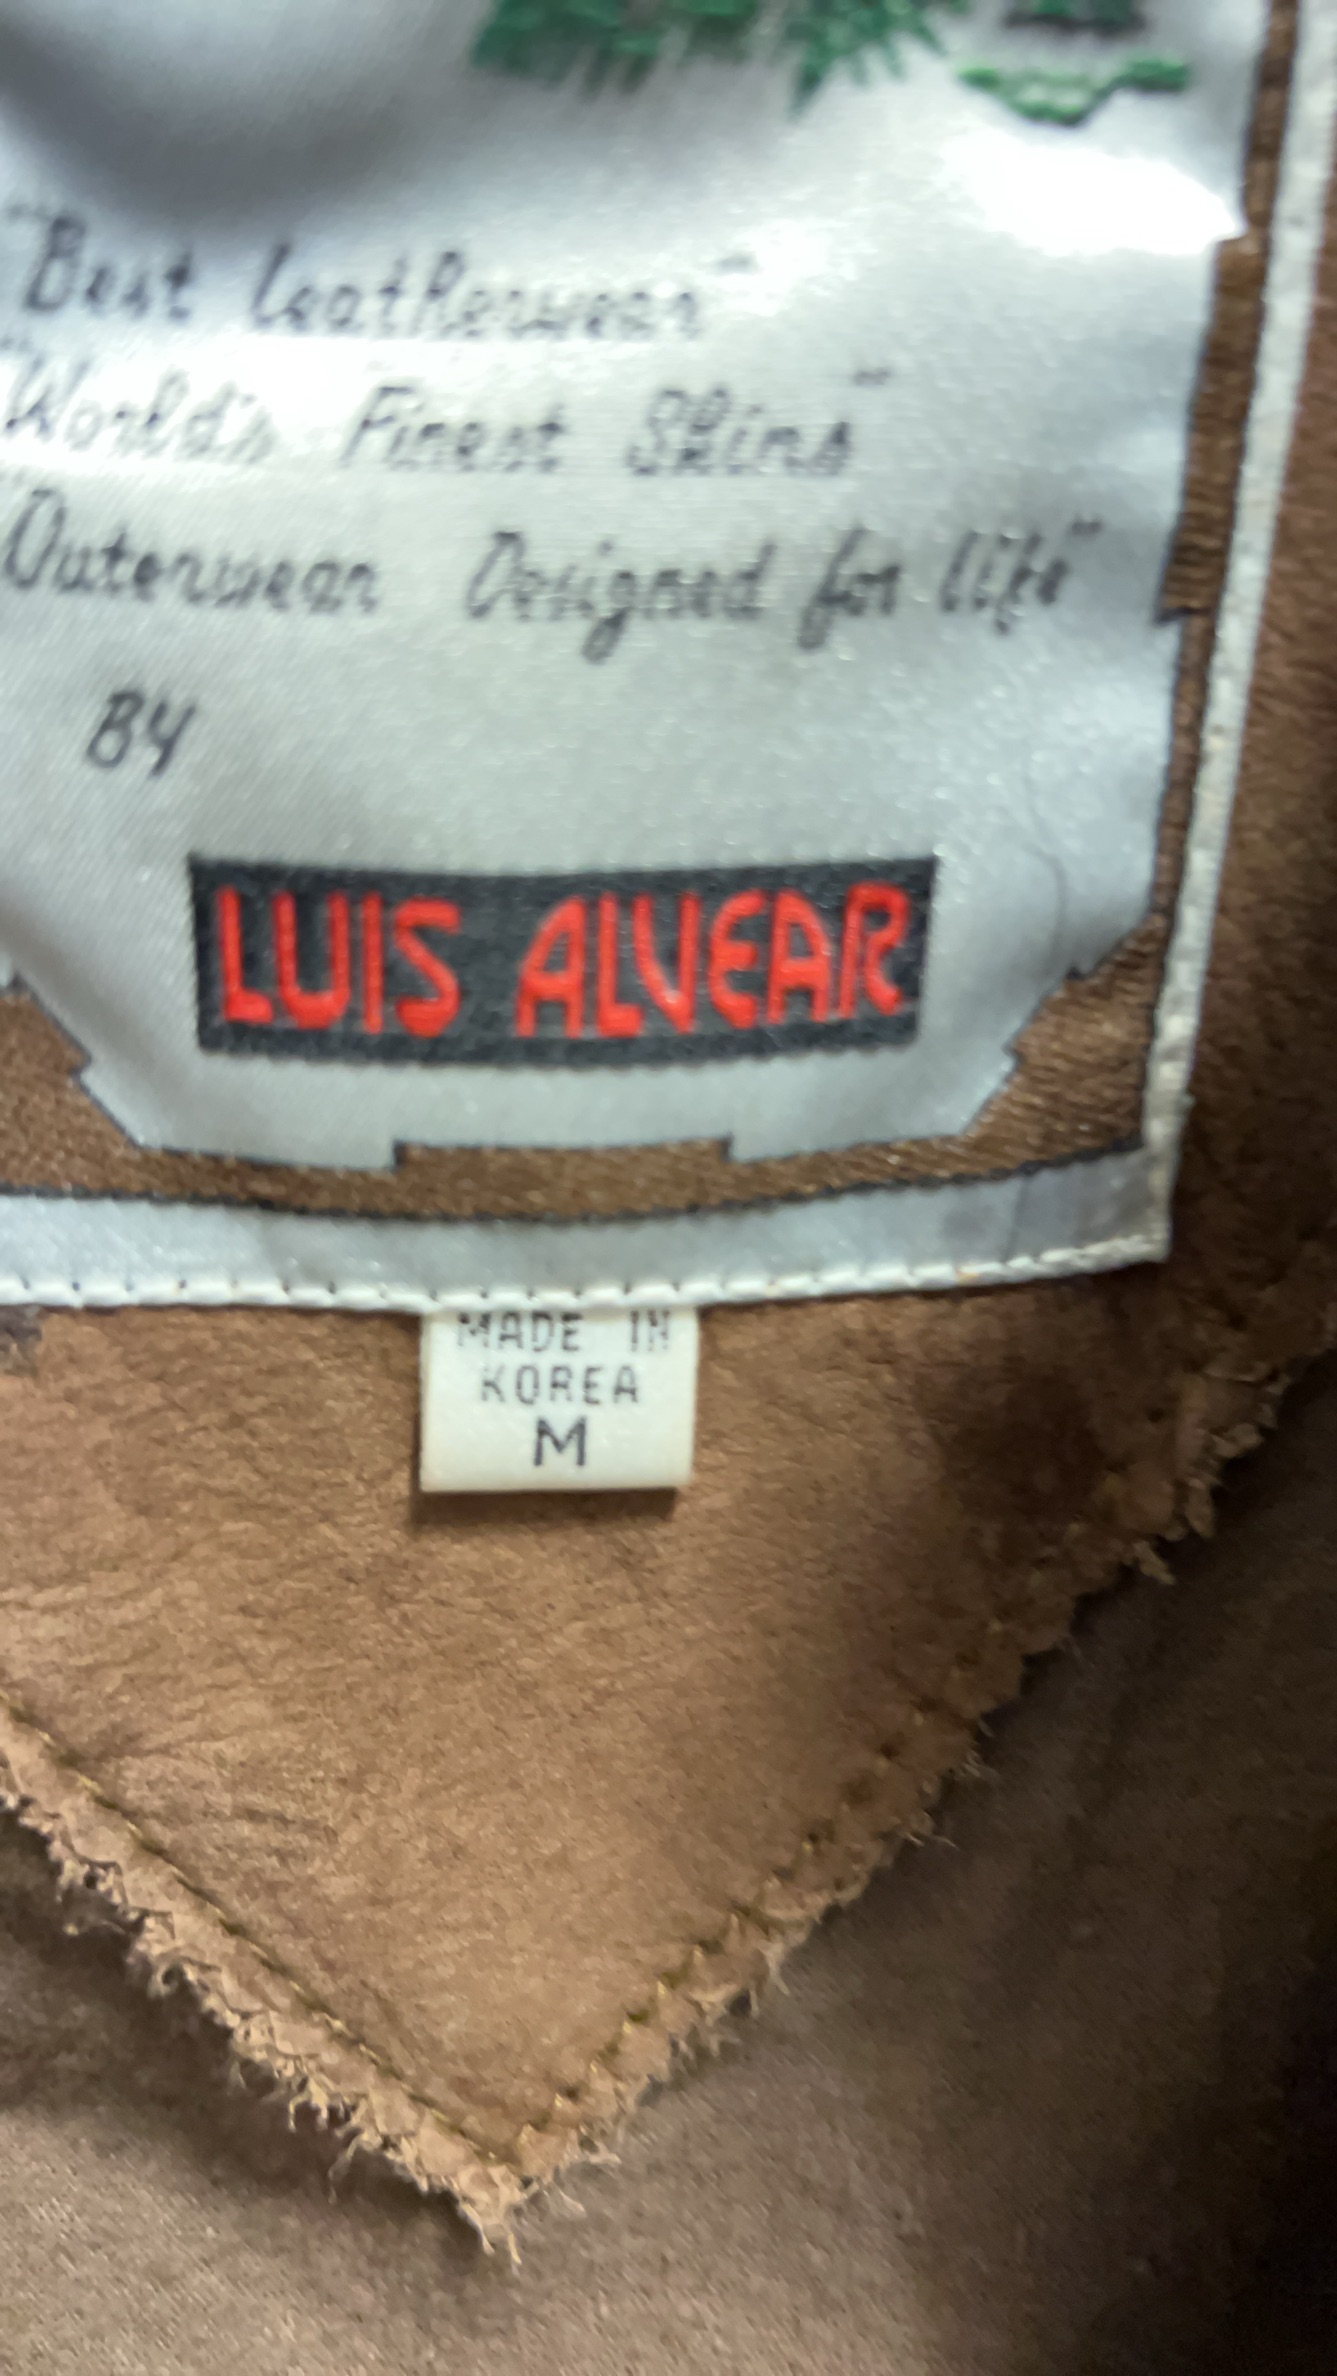 "Best Leatherwear"
"World's Finest Skins"
"Outerwear Designed for life"
BY
LUIS ALVEAR
MADE IN
KOREA
M